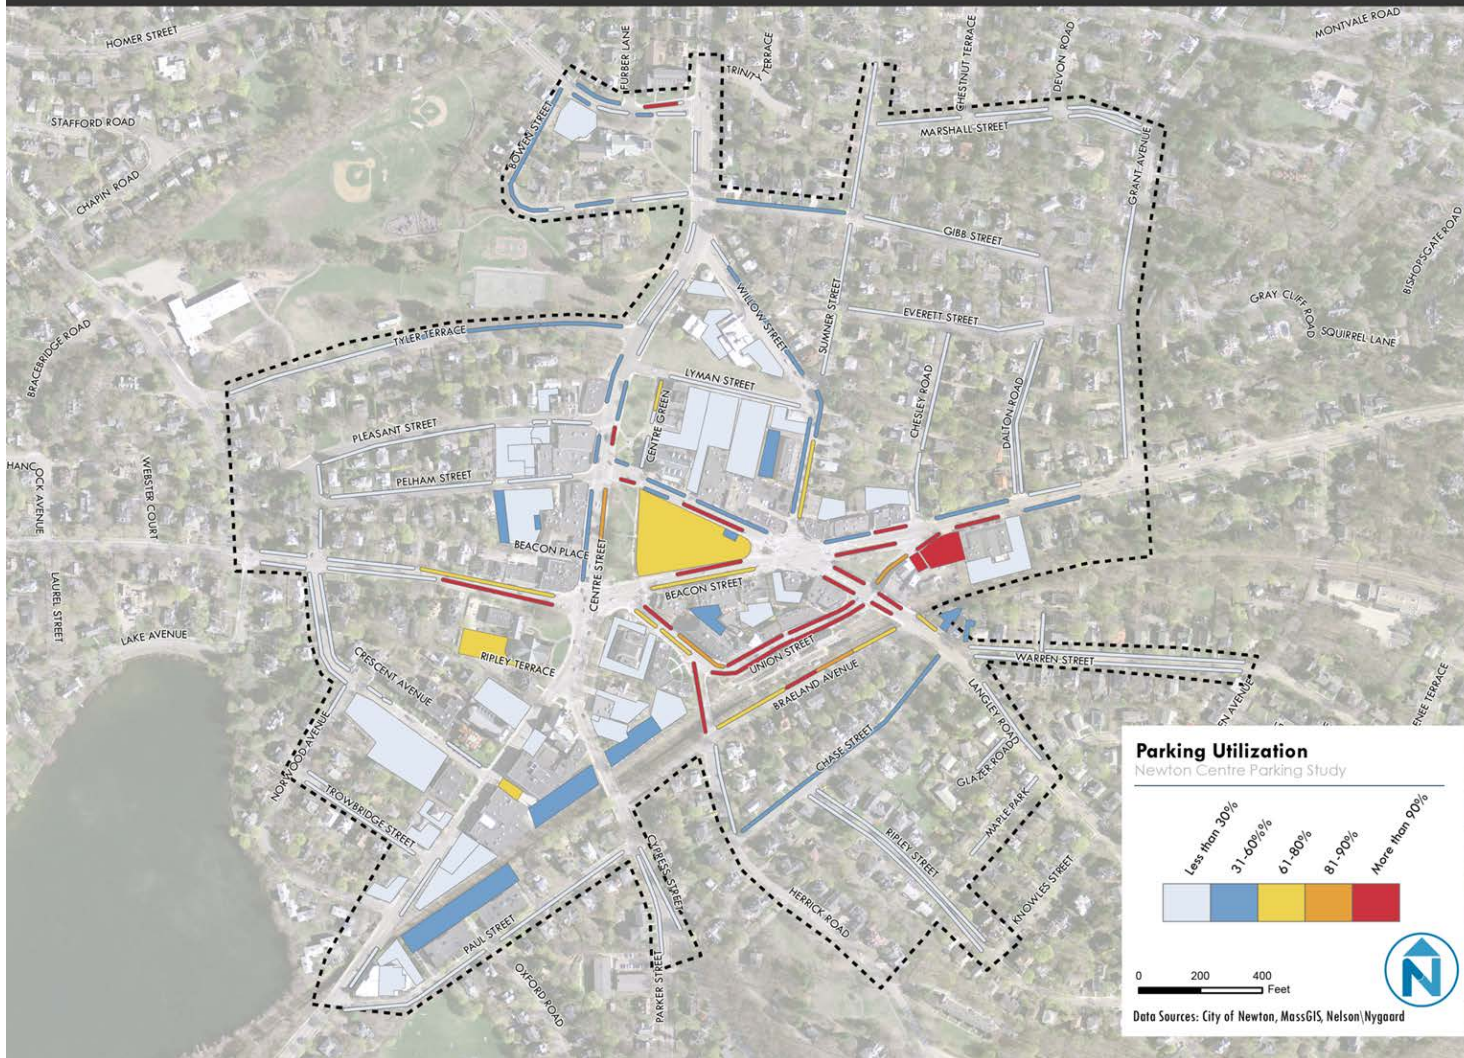 HOMER STREET
FURBER LANE
TRINITY TERRACE
CHESTNUT TERRACE
DEVON ROAD
MONTVALE ROAD
STAFFORD ROAD
BOWEN STREET
MARSHALL STREET
GRANT AVENUE
CHAPIN ROAD
GIBB STREET
BISHOPSGATE ROAD
WILLOW STREET
SUMNER STREET
EVERETT STREET
GRAY CLIFF ROAD
SQUIRREL LANE
TYLER TERRACE
BRACEBRIDGE ROAD
LYMAN STREET
CENTRE GREEN
CHESLEY ROAD
DALTON ROAD
PLEASANT STREET
PELHAM STREET
HANC
OCK AVENUE
WEBSTER COURT
BEACON PLACE
CENTRE STREET
BEACON STREET
LAUREL STREET
LAKE AVENUE
RIPLEY TERRACE
UNION STREET
WARREN STREET
CRESCENT AVENUE
BRAELAND AVENUE
LANGLEY ROAD
EN AVENUE
ENEE TERRACE
NORWOOD AVENUE
CHASE STREET
GLAZER ROAD
TROWBRIDGE STREET
MAPLE PARK
CYPRESS STREET
RIPLEY STREET
KNOWLES STREET
HERRICK ROAD
PAUL STREET
OXFORD ROAD
PARKER STREET
Parking Utilization
Newton Centre Parking Study
Less than 30%
31-60%%
61-80%
81-90%
More than 90%
0 200 400
Feet
N
Data Sources: City of Newton, MassGIS, Nelson\Nygaard